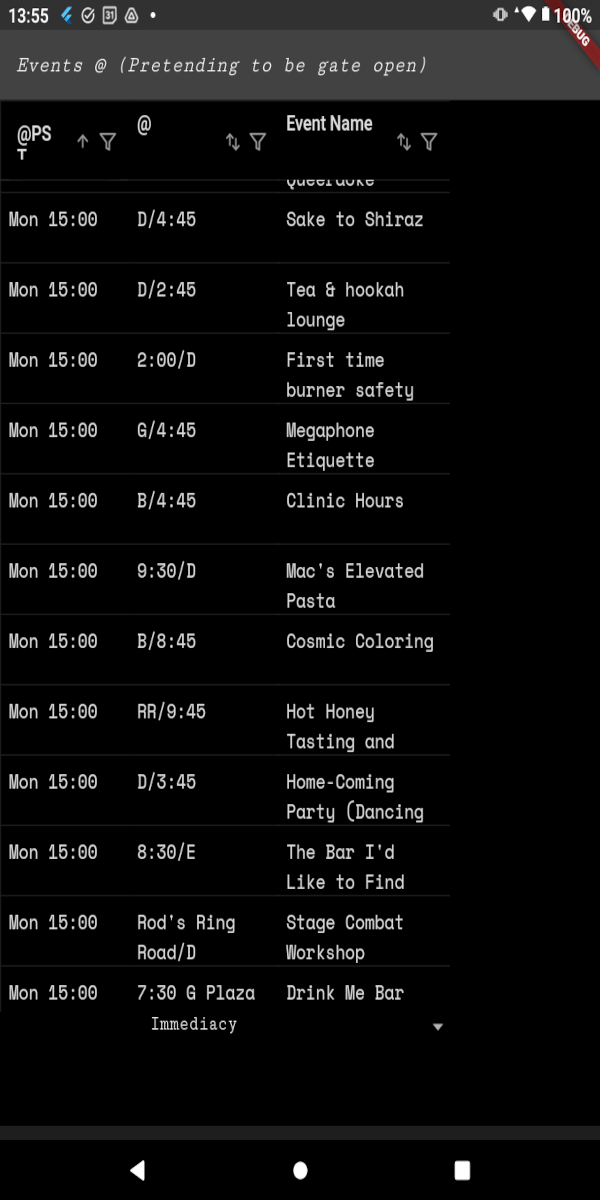 13:55
31
100%
DEBUG
Events @ (Pretending to be gate open)
@PS
T
@
Event Name
Queeraoke
Mon 15:00 D/4:45 Sake to Shiraz
Mon 15:00 D/2:45 Tea & hookah
lounge
Mon 15:00 2:00/D First time
burner safety
Mon 15:00 G/4:45 Megaphone
Etiquette
Mon 15:00 B/4:45 Clinic Hours
Mon 15:00 9:30/D Mac's Elevated
Pasta
Mon 15:00 B/8:45 Cosmic Coloring
Mon 15:00 RR/9:45 Hot Honey
Tasting and
Mon 15:00 D/3:45 Home-Coming
Party (Dancing
Mon 15:00 8:30/E The Bar I'd
Like to Find
Mon 15:00 Rod's Ring Stage Combat
Road/D Workshop
Mon 15:00 7:30 G Plaza Drink Me Bar
Immediacy